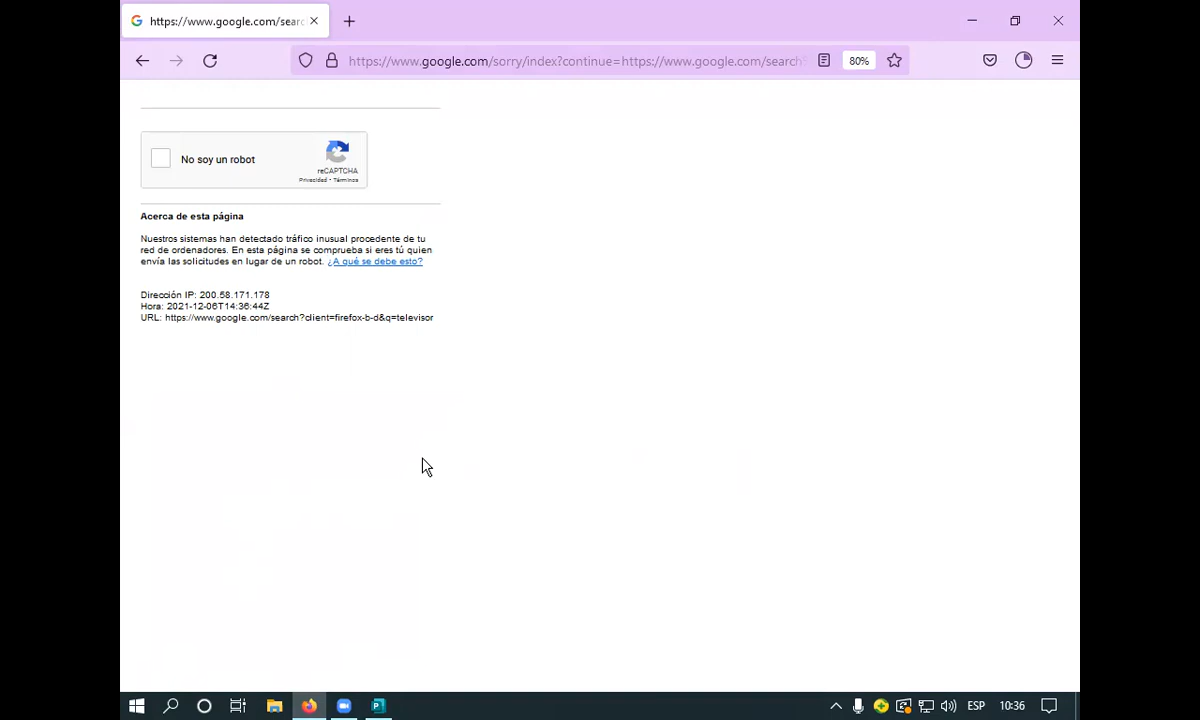 https://www.google.com/sear
https://www.google.com/sorry/index?continue=https://www.google.com/search?
80%
No soy un robot
reCAPTCHA
Privacidad • Términos
Acerca de esta página
Nuestros sistemas han detectado tráfico inusual procedente de tu
red de ordenadores. En esta página se comprueba si eres tú quien
envía las solicitudes en lugar de un robot. ¿A qué se debe esto?
Dirección IP: 200.58.171.178
Hora: 2021-12-06T14:36:44Z
URL: https://www.google.com/search?client=firefox-b-d&q=televisor
P
ESP
10:36